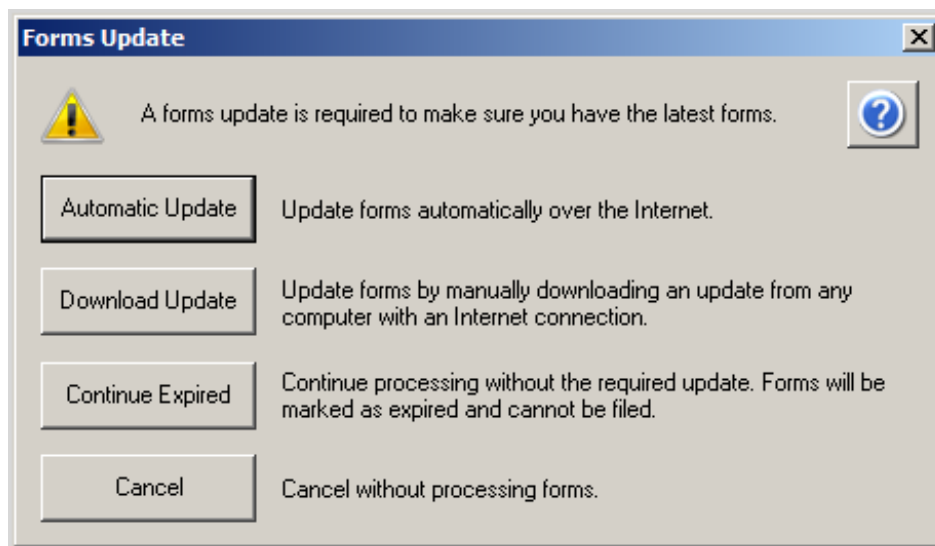 Forms Update
A forms update is required to make sure you have the latest forms.
Automatic Update
Update forms automatically over the Internet.
Download Update
Update forms by manually downloading an update from any
computer with an Internet connection.
Continue Expired
Continue processing without the required update. Forms will be
marked as expired and cannot be filed.
Cancel
Cancel without processing forms.